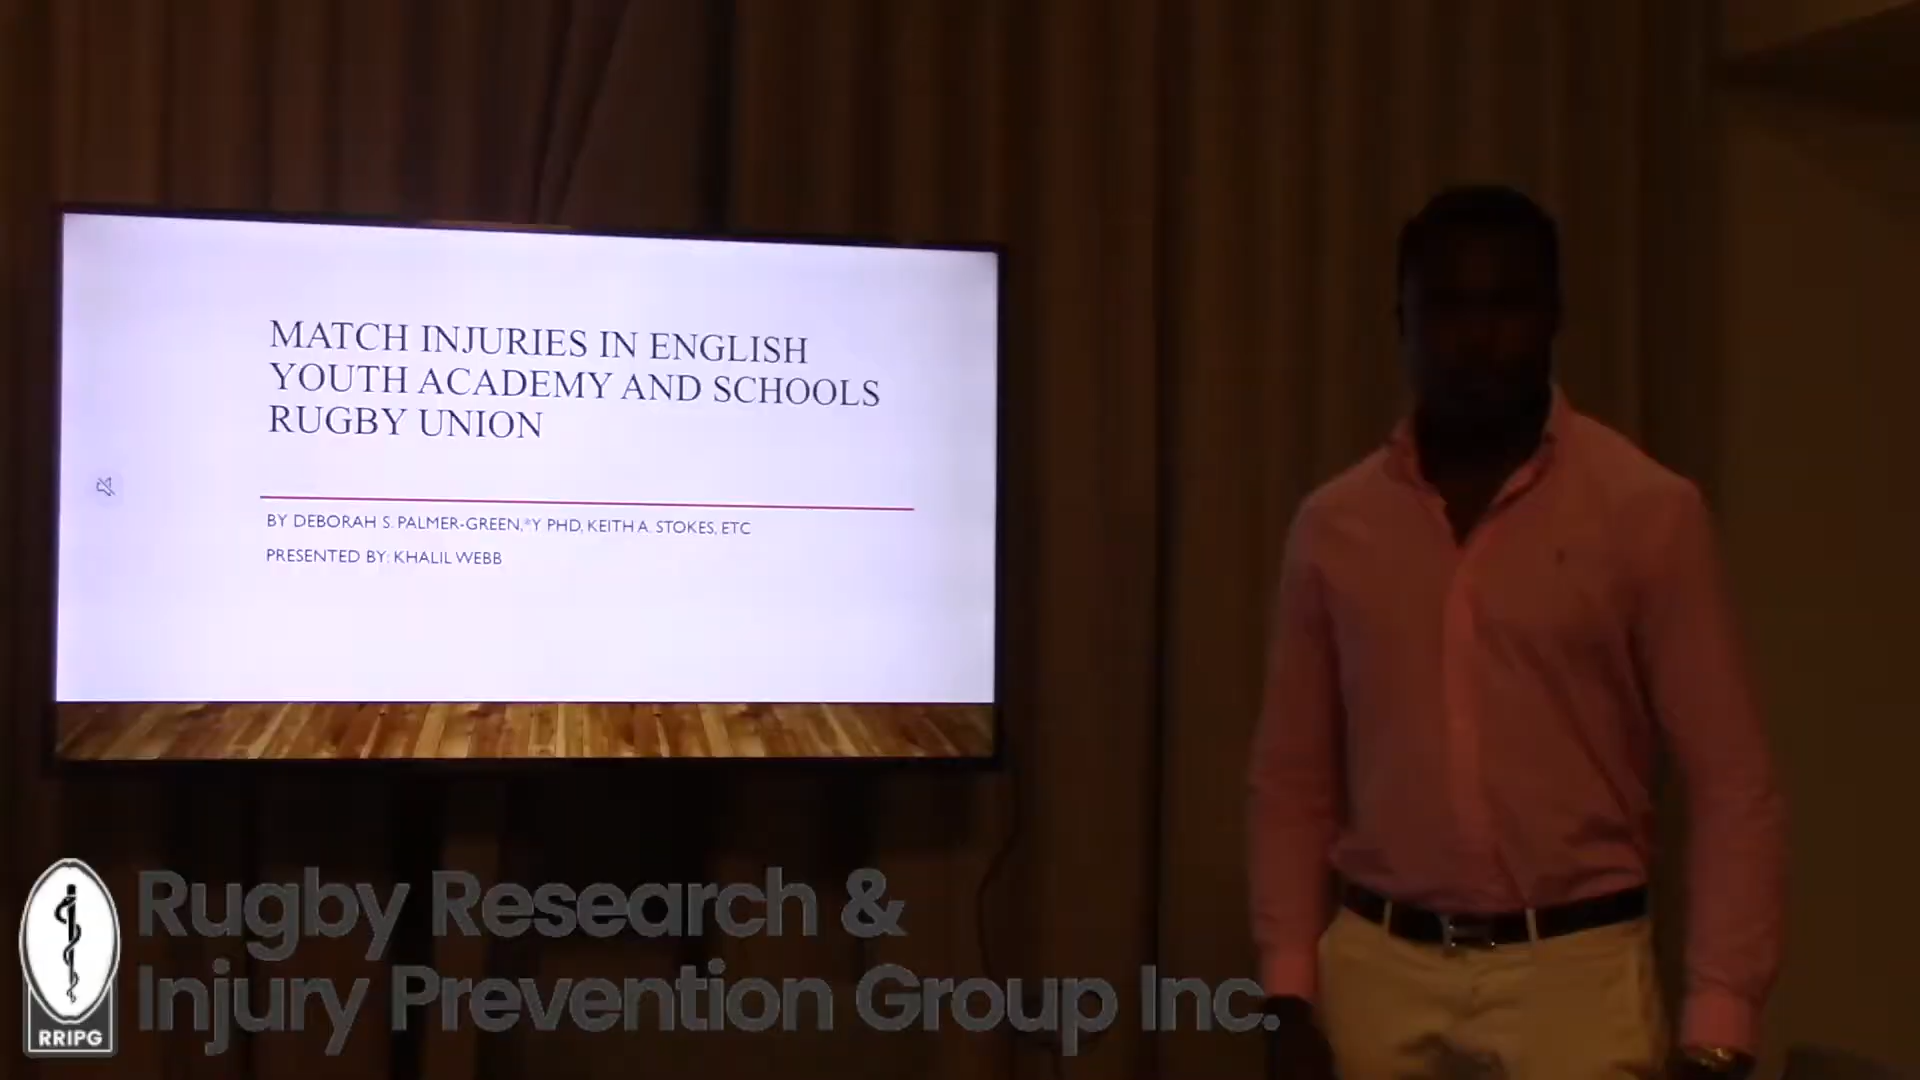 MATCH INJURIES IN ENGLISH
YOUTH ACADEMY AND SCHOOLS
RUGBY UNION
BY DEBORAH S. PALMER-GREEN,*Y PHD, KEITH A. STOKES, ETC
PRESENTED BY: KHALIL WEBB
Rugby Research &
Injury Prevention Group Inc.
RRIPG